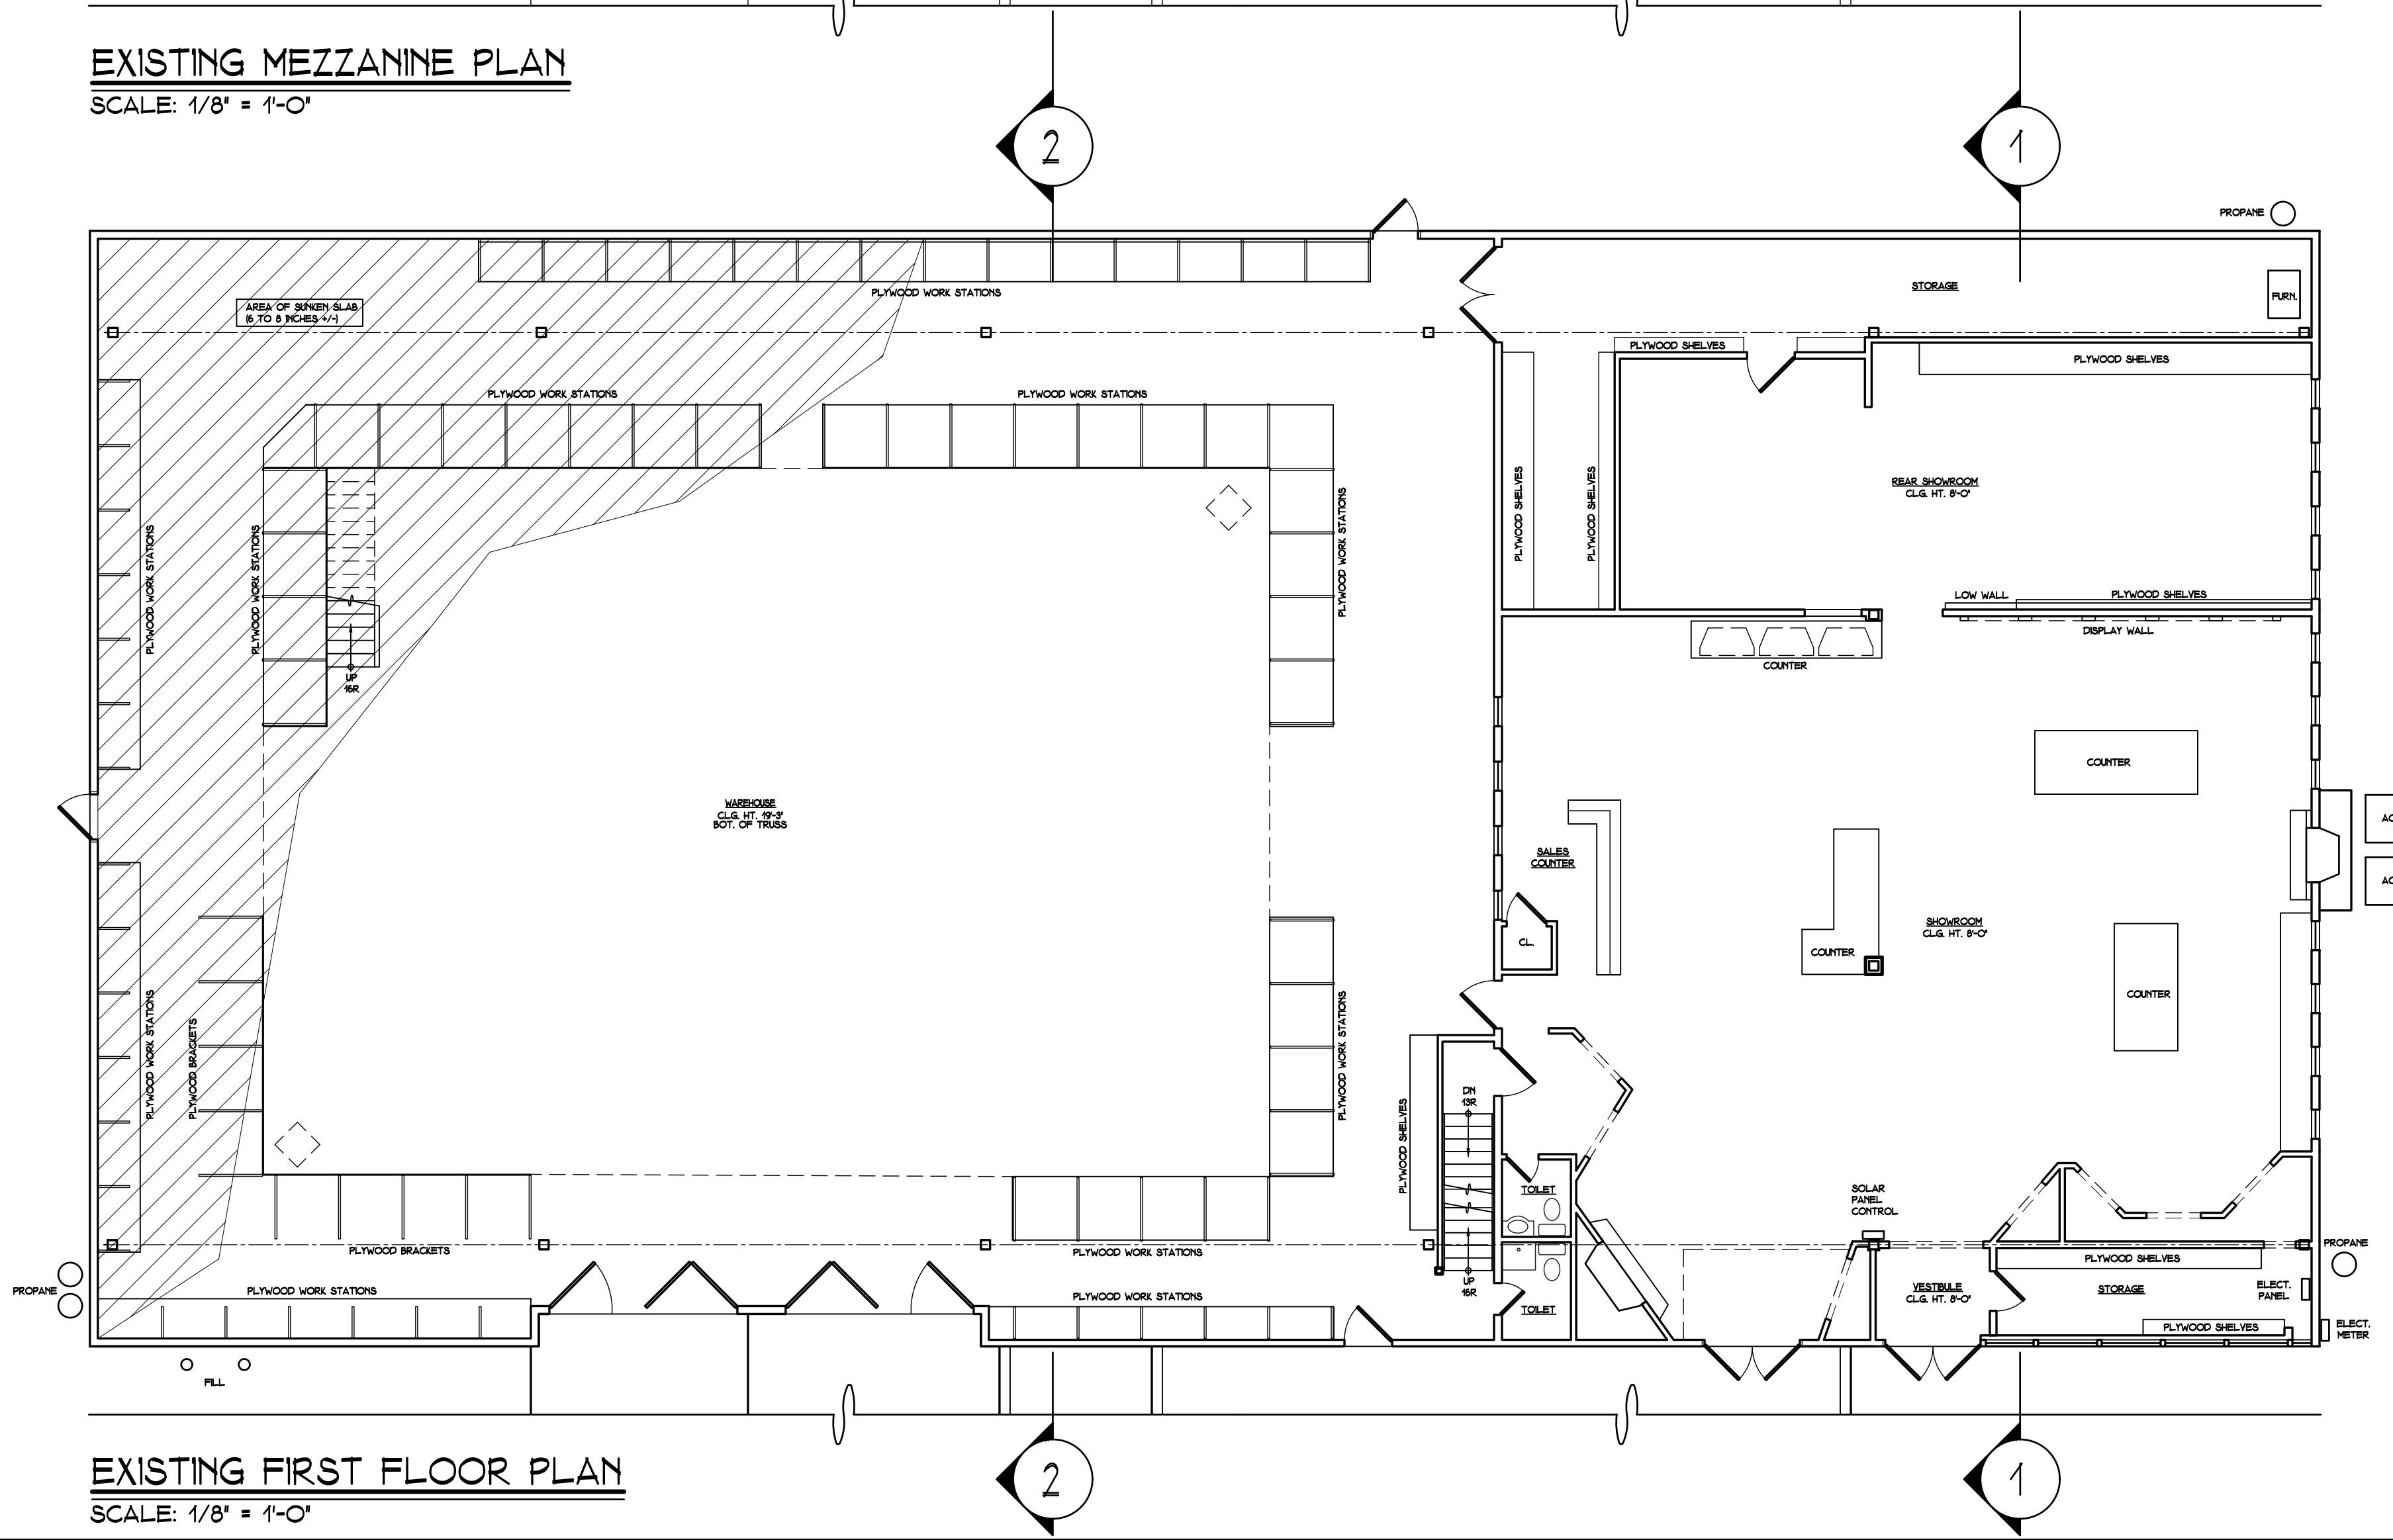 EXISTING MEZZANINE PLAN
SCALE: 1/8" = 1'-0"
2
1
PROPANE
PLYWOOD WORK STATIONS
STORAGE
FURN.
AREA OF SUNKEN SLAB
(6 TO 8 INCHES +/-)
PLYWOOD SHELVES
PLYWOOD SHELVES
PLYWOOD WORK STATIONS
PLYWOOD WORK STATIONS
REAR SHOWROOM
CLG. HT. 8'-0"
PLYWOOD SHELVES
PLYWOOD SHELVES
PLYWOOD WORK STATIONS
PLYWOOD WORK STATIONS
PLYWOOD WORK STATIONS
LOW WALL
PLYWOOD SHELVES
DISPLAY WALL
COUNTER
UP
16R
COUNTER
WAREHOUSE
CLG. HT. 19'-3"
BOT. OF TRUSS
AC
SALES
COUNTER
AC
SHOWROOM
CLG. HT. 8'-0"
CL.
COUNTER
COUNTER
PLYWOOD WORK STATIONS
PLYWOOD BRACKETS
PLYWOOD WORK STATIONS
PLYWOOD SHELVES
DN
13R
TOILET
SOLAR
PANEL
CONTROL
PLYWOOD BRACKETS
PLYWOOD WORK STATIONS
PROPANE
PLYWOOD SHELVES
PROPANE
PLYWOOD WORK STATIONS
PLYWOOD WORK STATIONS
UP
16R
TOILET
VESTIBULE
CLG. HT. 8'-0"
STORAGE
ELECT.
PANEL
PLYWOOD SHELVES
ELECT.
METER
FILL
EXISTING FIRST FLOOR PLAN
SCALE: 1/8" = 1'-0"
2
1